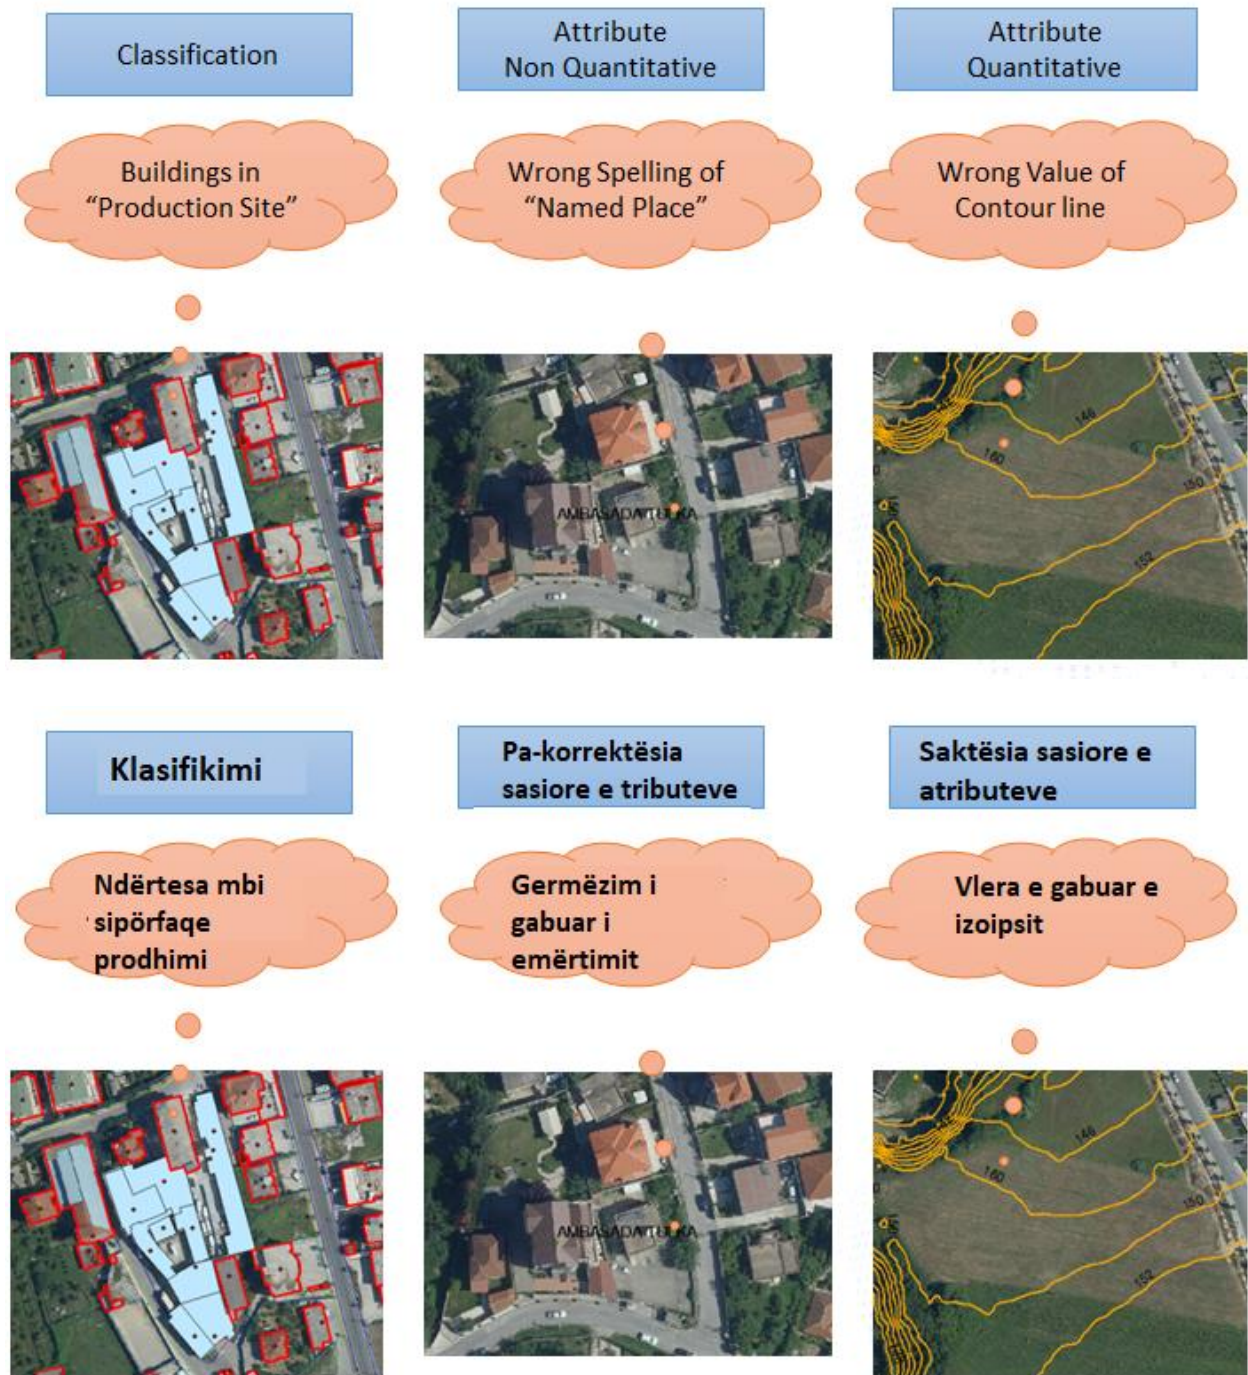 Classification
Attribute
Non Quantitative
Attribute
Quantitative
Buildings in
“Production Site”
Wrong Spelling of
“Named Place”
Wrong Value of
Contour line
146
160
150
152
Klasifikimi
Pa-korrektësia
sasiore e tributeve
Saktësia sasiore e
atributeve
Ndërtesa mbi
sipörfaqe
prodhimi
Germëzim i
gabuar i
emërtimit
Vlera e gabuar e
izoipsit
146
160
150
152